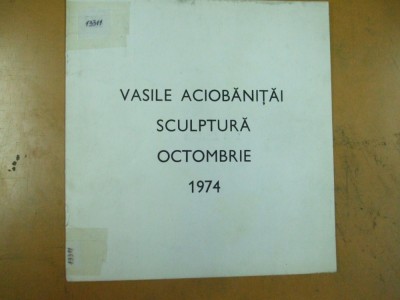 VASILE ACIOBĂNIȚĂI
SCULPTURĂ
OCTOMBRIE
1974